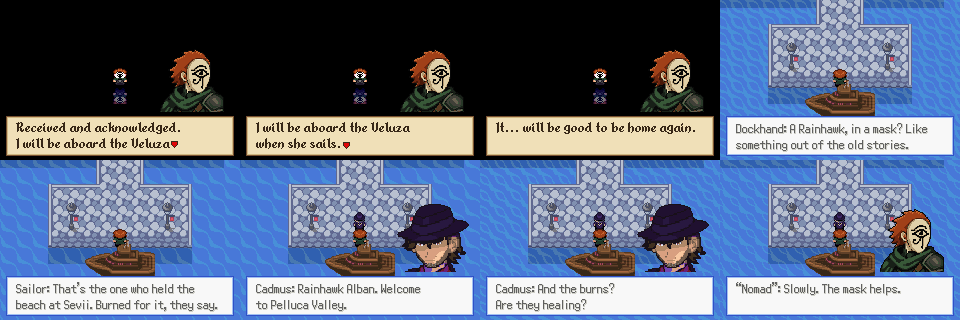 Received and acknowledged.
I will be aboard the Veluza
I will be aboard the Veluza
when she sails.
It... will be good to be home again.
Dockhand: A Rainhawk, in a mask? Like
something out of the old stories.
Sailor: That's the one who held the
beach at Sevii. Burned for it, they say.
Cadmus: Rainhawk Alban. Welcome
to Pelluca Valley.
Cadmus: And the burns?
Are they healing?
“Nomad”: Slowly. The mask helps.